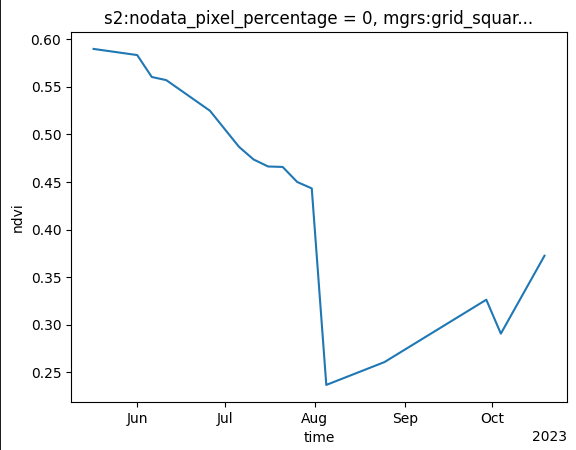 s2:nodata_pixel_percentage = 0, mgrs:grid_squar...
0.60
0.55
0.50
0.45
0.40
0.35
0.30
0.25
ndvi
Jun Jul Aug Sep Oct
time
2023